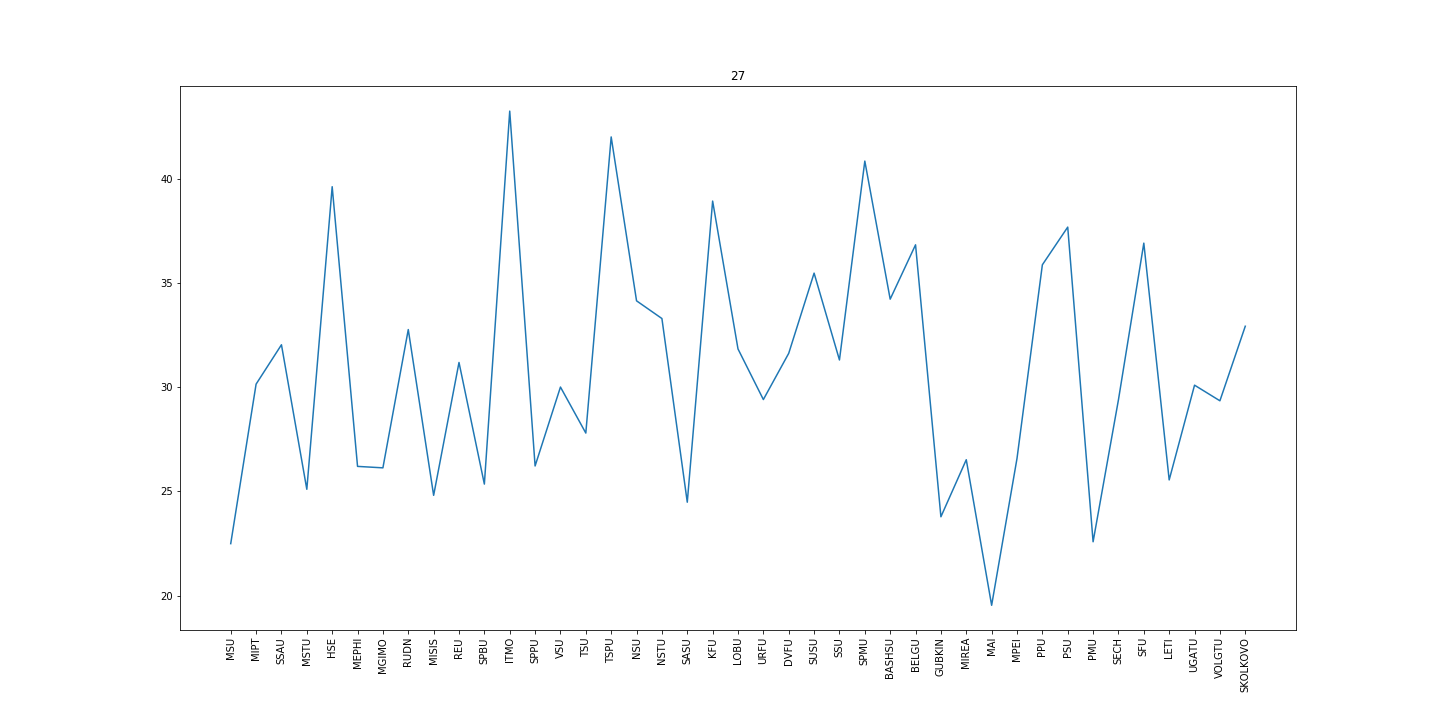 27
40
35
30
25
20
MSU
MIPT
SSAU
MSTU
HSE
MEPHI
MGIMO
RUDN
MISIS
REU
SPBU
ITMO
SPPU
VSU
TSU
TSPU
NSU
NSTU
SASU
KFU
LOBU
URFU
DVFU
SUSU
SSU
SPMU
BASHSU
BELGU
GUBKIN
MIREA
MAI
MPEI
PPU
PSU
PMU
SECH
SFU
LETI
UGATU
VOLGTU
SKOLKOVO